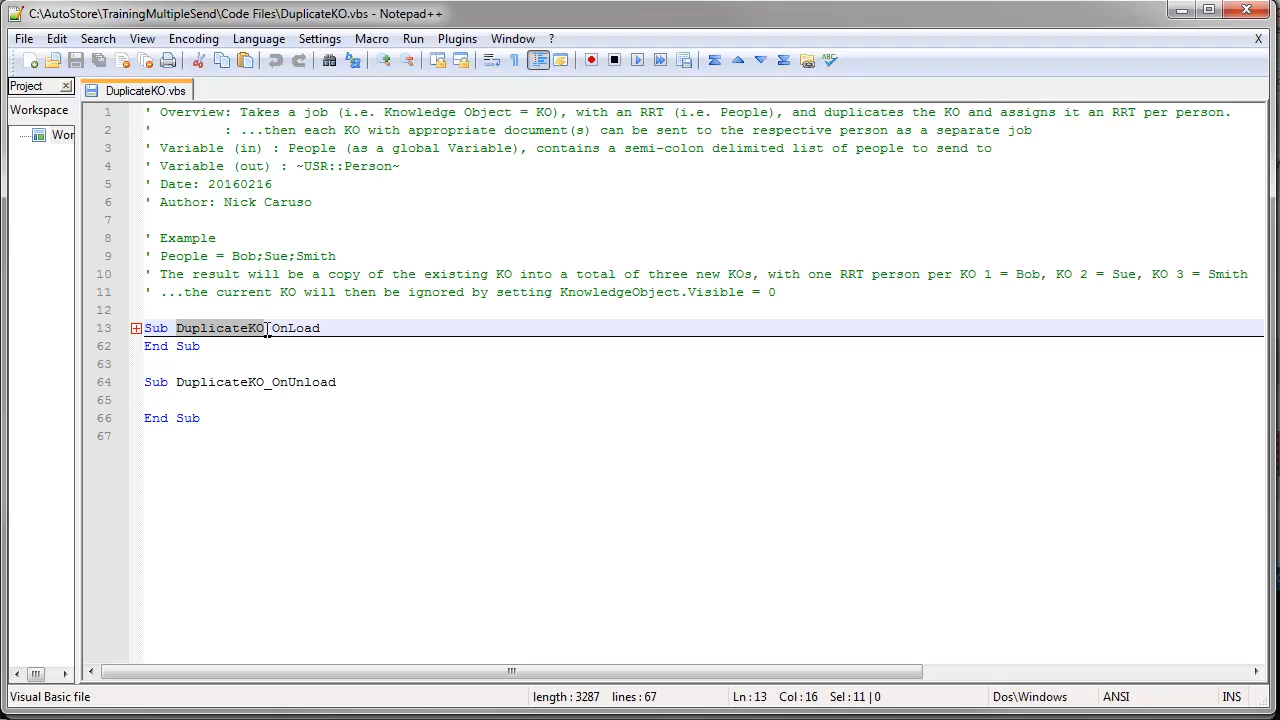 C:\AutoStore\TrainingMultipleSend\Code Files\DuplicateKO.vbs - Notepad++
File Edit Search View Encoding Language Settings Macro Run Plugins Window ? X
Project
DuplicateKO.vbs
Workspace
Wor
1 ' Overview: Takes a job (i.e. Knowledge Object = KO), with an RRT (i.e. People), and duplicates the KO and assigns it an RRT per person.
2 ' : ...then each KO with appropriate document(s) can be sent to the respective person as a separate job
3 ' Variable (in) : People (as a global Variable), contains a semi-colon delimited list of people to send to
4 ' Variable (out) : ~USR::Person~
5 ' Date: 20160216
6 ' Author: Nick Caruso
7
8 ' Example
9 ' People = Bob;Sue;Smith
10 ' The result will be a copy of the existing KO into a total of three new KOs, with one RRT person per KO 1 = Bob, KO 2 = Sue, KO 3 = Smith
11 ' ...the current KO will then be ignored by setting KnowledgeObject.Visible = 0
12
13 Sub DuplicateKO_OnLoad
62 End Sub
63
64 Sub DuplicateKO_OnUnload
65
66 End Sub
67
Visual Basic file length : 3287 lines : 67 Ln : 13 Col : 16 Sel : 11 | 0 Dos\Windows ANSI INS